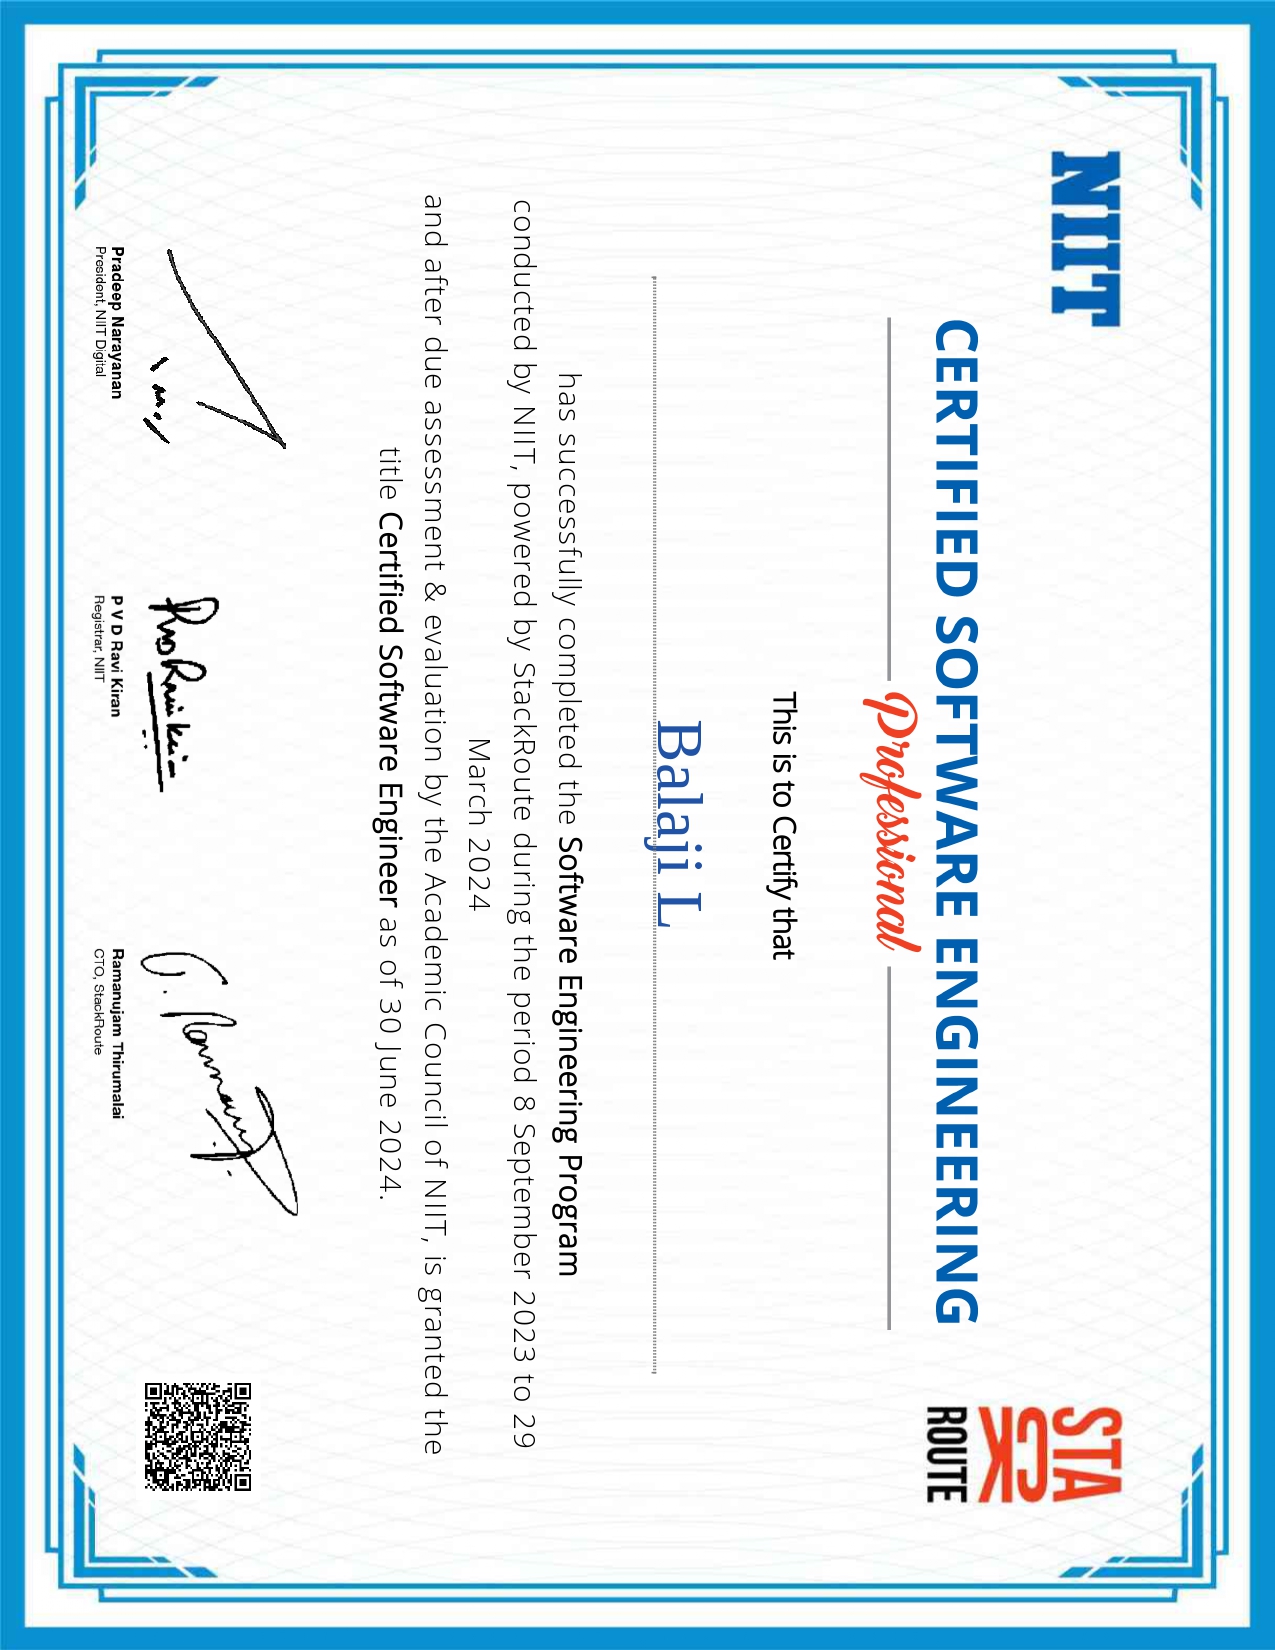 NIIT
STACK
ROUTE
CERTIFIED SOFTWARE ENGINEERING
Professional
This is to Certify that
Balaji L
has successfully completed the Software Engineering Program
conducted by NIIT, powered by StackRoute during the period 8 September 2023 to 29
March 2024
and after due assessment & evaluation by the Academic Council of NIIT, is granted the
title Certified Software Engineer as of 30 June 2024.
Pradeep Narayanan
President, NIIT Digital
P V D Ravi Kiran
Registrar, NIIT
Ramanujam Thirumalai
CTO, StackRoute